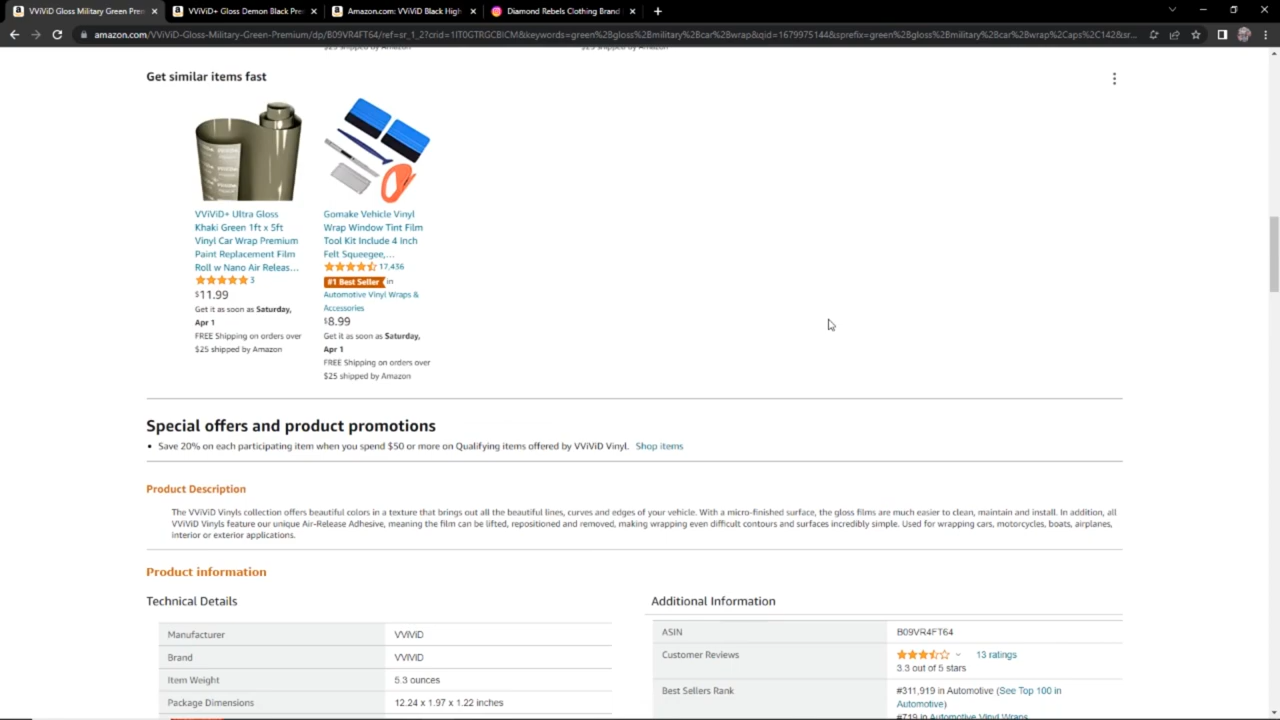 VViViD Gloss Military Green Pre
VViViD+ Gloss Demon Black Pre
Amazon.com: VViViD Black High
Diamond Rebels Clothing Brand
amazon.com/VViViD-Gloss-Military-Green-Premium/dp/B09VR4FT64/ref=sr_1_2?crid=1IT0GTRGCBICM&keywords=green%2Bgloss%2Bmilitary%2Bcar%2Bwrap&qid=1679975144&sprefix=green%2Bgloss%2Bmilitary%2Bcar%2Bwrap%2Caps%2C142&sr...
$25 shipped by Amazon
$25 shipped by Amazon
Get similar items fast
VViViD+ Ultra Gloss
Khaki Green 1ft x 5ft
Vinyl Car Wrap Premium
Paint Replacement Film
Roll w Nano Air Releas...
3
$11.99
Get it as soon as Saturday,
Apr 1
FREE Shipping on orders over
$25 shipped by Amazon
Gomake Vehicle Vinyl
Wrap Window Tint Film
Tool Kit Include 4 Inch
Felt Squeegee,...
17,436
#1 Best Seller in
Automotive Vinyl Wraps &
Accessories
$8.99
Get it as soon as Saturday,
Apr 1
FREE Shipping on orders over
$25 shipped by Amazon
Special offers and product promotions
• Save 20% on each participating item when you spend $50 or more on Qualifying items offered by VViViD Vinyl. Shop items
Product Description
The VViViD Vinyls collection offers beautiful colors in a texture that brings out all the beautiful lines, curves and edges of your vehicle. With a micro-finished surface, the gloss films are much easier to clean, maintain and install. In addition, all
VViViD Vinyls feature our unique Air-Release Adhesive, meaning the film can be lifted, repositioned and removed, making wrapping even difficult contours and surfaces incredibly simple. Used for wrapping cars, motorcycles, boats, airplanes,
interior or exterior applications.
Product information
Technical Details
Manufacturer VViViD
Brand VViViD
Item Weight 5.3 ounces
Package Dimensions 12.24 x 1.97 x 1.22 inches
Additional Information
ASIN B09VR4FT64
Customer Reviews 13 ratings
3.3 out of 5 stars
Best Sellers Rank #311,919 in Automotive (See Top 100 in
Automotive)
#719 in Automotive Vinyl Wraps